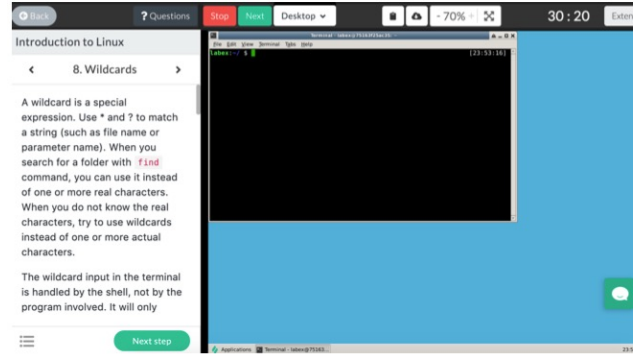 Back
? Questions
Stop
Next
Desktop
- 70% +
30 : 20
Exten
Introduction to Linux
8. Wildcards
A wildcard is a special
expression. Use * and ? to match
a string (such as file name or
parameter name). When you
search for a folder with find
command, you can use it instead
of one or more real characters.
When you do not know the real
characters, try to use wildcards
instead of one or more actual
characters.
The wildcard input in the terminal
is handled by the shell, not by the
program involved. It will only
Next step
File Edit View Terminal Tabs Help
labex:~/ $
[23:53:16]
Applications
Terminal - labex@75163...